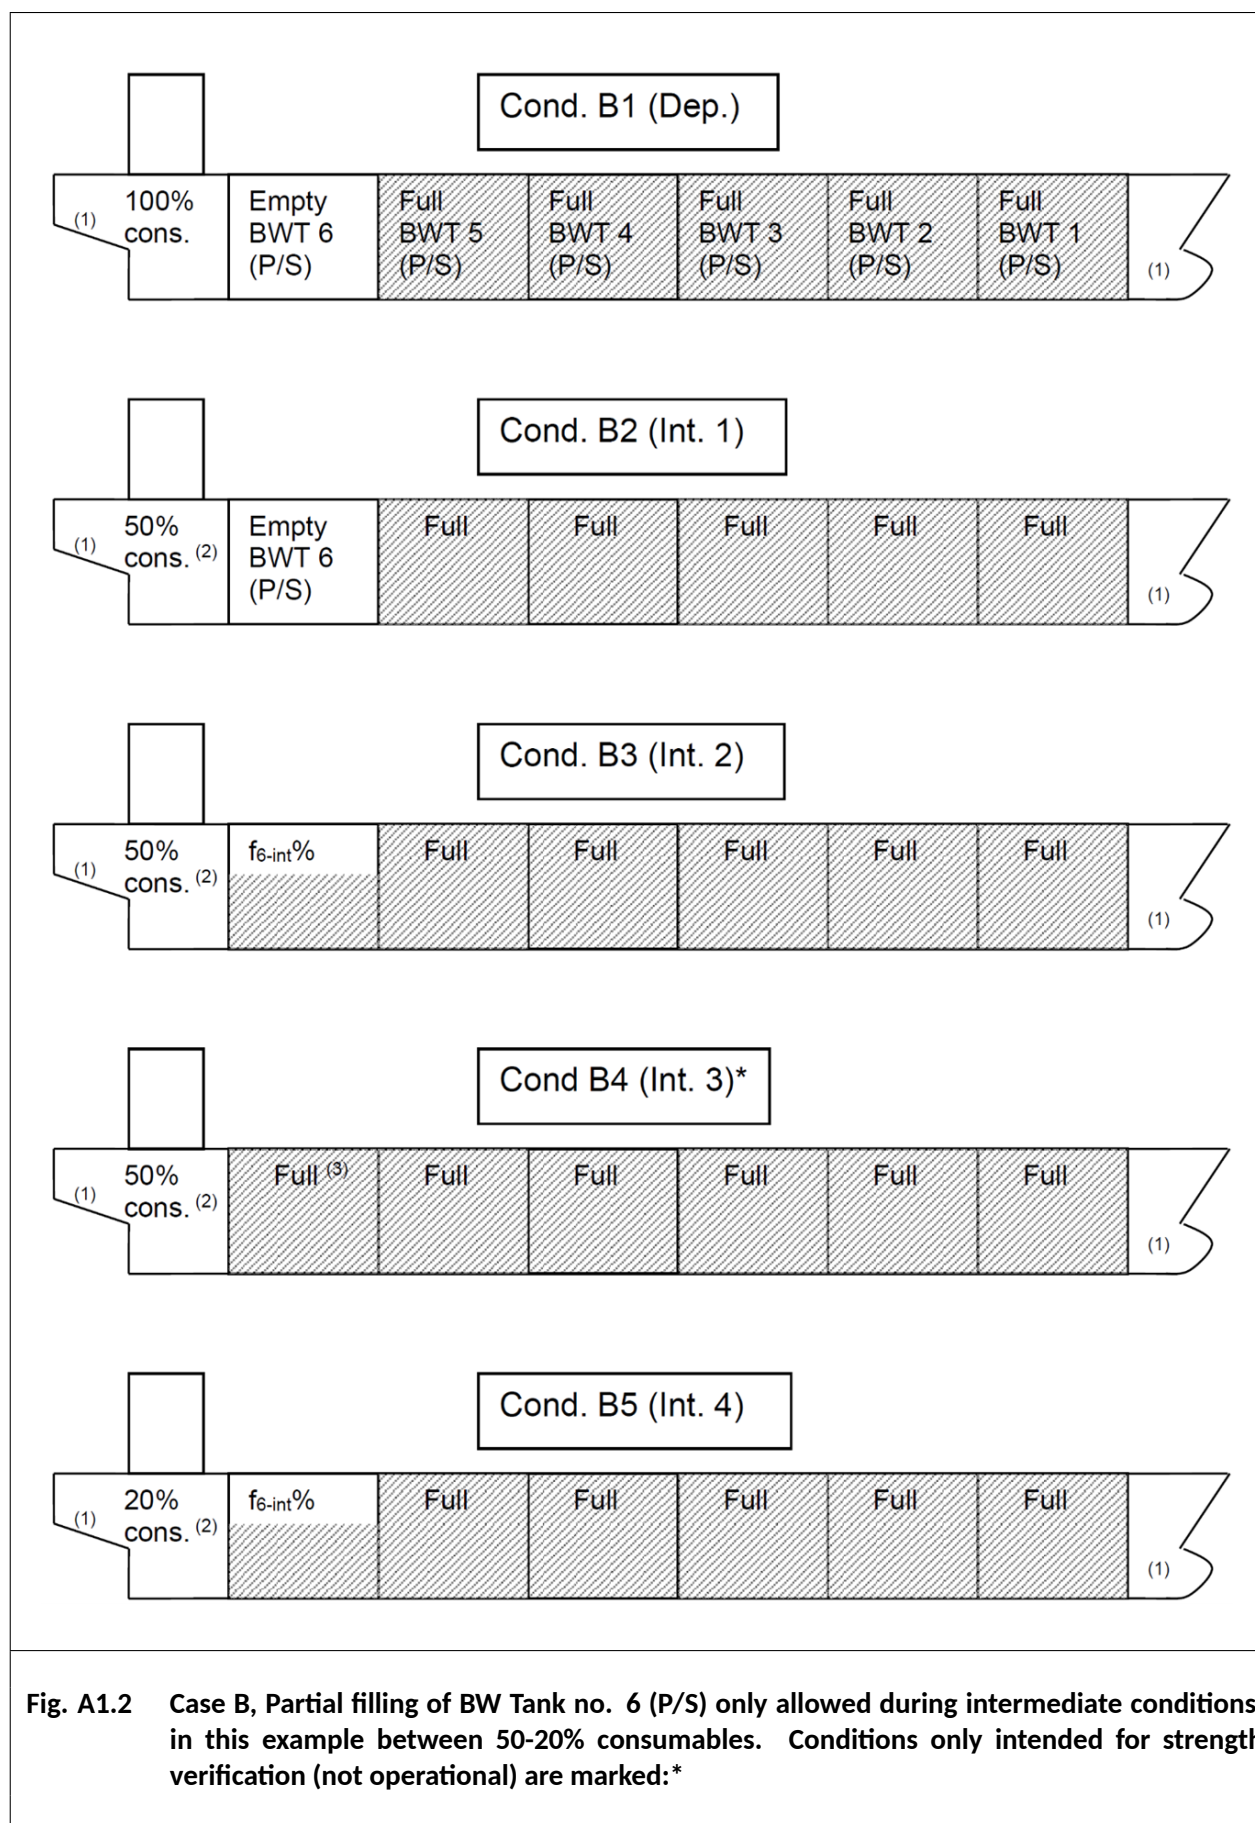 Cond. B1 (Dep.)
(1) 100% cons.
Empty BWT 6 (P/S)
Full BWT 5 (P/S)
Full BWT 4 (P/S)
Full BWT 3 (P/S)
Full BWT 2 (P/S)
Full BWT 1 (P/S)
(1)
Cond. B2 (Int. 1)
(1) 50% cons. (2)
Empty BWT 6 (P/S)
Full Full Full Full Full
(1)
Cond. B3 (Int. 2)
(1) 50% cons. (2)
f6-int% Full Full Full Full Full
(1)
Cond B4 (Int. 3)*
(1) 50% cons. (2)
Full (3) Full Full Full Full Full
(1)
Cond. B5 (Int. 4)
(1) 20% cons. (2)
f6-int% Full Full Full Full Full
(1)
Fig. A1.2 Case B, Partial filling of BW Tank no. 6 (P/S) only allowed during intermediate conditions
in this example between 50-20% consumables. Conditions only intended for strength
verification (not operational) are marked:*